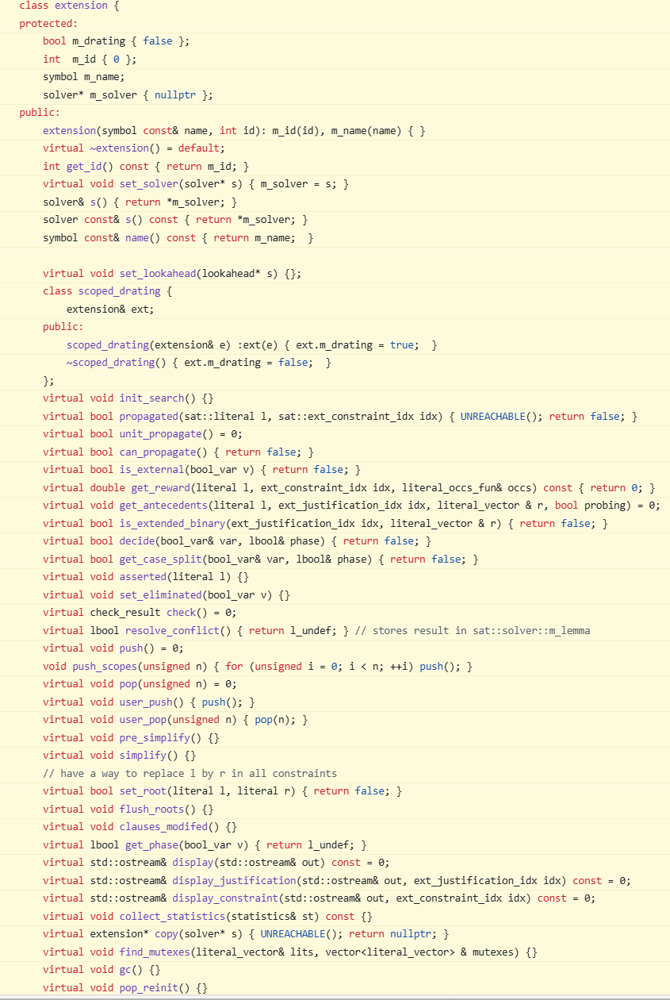 class extension {
protected:
    bool m_drating { false };
    int  m_id { 0 };
    symbol m_name;
    solver* m_solver { nullptr };
public:
    extension(symbol const& name, int id): m_id(id), m_name(name) { }
    virtual ~extension() = default;
    int get_id() const { return m_id; }
    virtual void set_solver(solver* s) { m_solver = s; }
    solver& s() { return *m_solver; }
    solver const& s() const { return *m_solver; }
    symbol const& name() const { return m_name;  }

    virtual void set_lookahead(lookahead* s) {};
    class scoped_drating {
        extension& ext;
    public:
        scoped_drating(extension& e) :ext(e) { ext.m_drating = true;  }
        ~scoped_drating() { ext.m_drating = false;  }
    };
    virtual void init_search() {}
    virtual bool propagated(sat::literal l, sat::ext_constraint_idx idx) { UNREACHABLE(); return false; }
    virtual bool unit_propagate() = 0;
    virtual bool can_propagate() { return false; }
    virtual bool is_external(bool_var v) { return false; }
    virtual double get_reward(literal l, ext_constraint_idx idx, literal_occs_fun& occs) const { return 0; }
    virtual void get_antecedents(literal l, ext_justification_idx idx, literal_vector & r, bool probing) = 0;
    virtual bool is_extended_binary(ext_justification_idx idx, literal_vector & r) { return false; }
    virtual bool decide(bool_var& var, lbool& phase) { return false; }
    virtual bool get_case_split(bool_var& var, lbool& phase) { return false; }
    virtual void asserted(literal l) {}
    virtual void set_eliminated(bool_var v) {}
    virtual check_result check() = 0;
    virtual lbool resolve_conflict() { return l_undef; } // stores result in sat::solver::m_lemma
    virtual void push() = 0;
    void push_scopes(unsigned n) { for (unsigned i = 0; i < n; ++i) push(); }
    virtual void pop(unsigned n) = 0;
    virtual void user_push() { push(); }
    virtual void user_pop(unsigned n) { pop(n); }
    virtual void pre_simplify() {}
    virtual void simplify() {}
    // have a way to replace l by r in all constraints
    virtual bool set_root(literal l, literal r) { return false; }
    virtual void flush_roots() {}
    virtual void clauses_modifed() {}
    virtual lbool get_phase(bool_var v) { return l_undef; }
    virtual std::ostream& display(std::ostream& out) const = 0;
    virtual std::ostream& display_justification(std::ostream& out, ext_justification_idx idx) const = 0;
    virtual std::ostream& display_constraint(std::ostream& out, ext_constraint_idx idx) const = 0;
    virtual void collect_statistics(statistics& st) const {}
    virtual extension* copy(solver* s) { UNREACHABLE(); return nullptr; }
    virtual void find_mutexes(literal_vector& lits, vector<literal_vector> & mutexes) {}
    virtual void gc() {}
    virtual void pop_reinit() {}